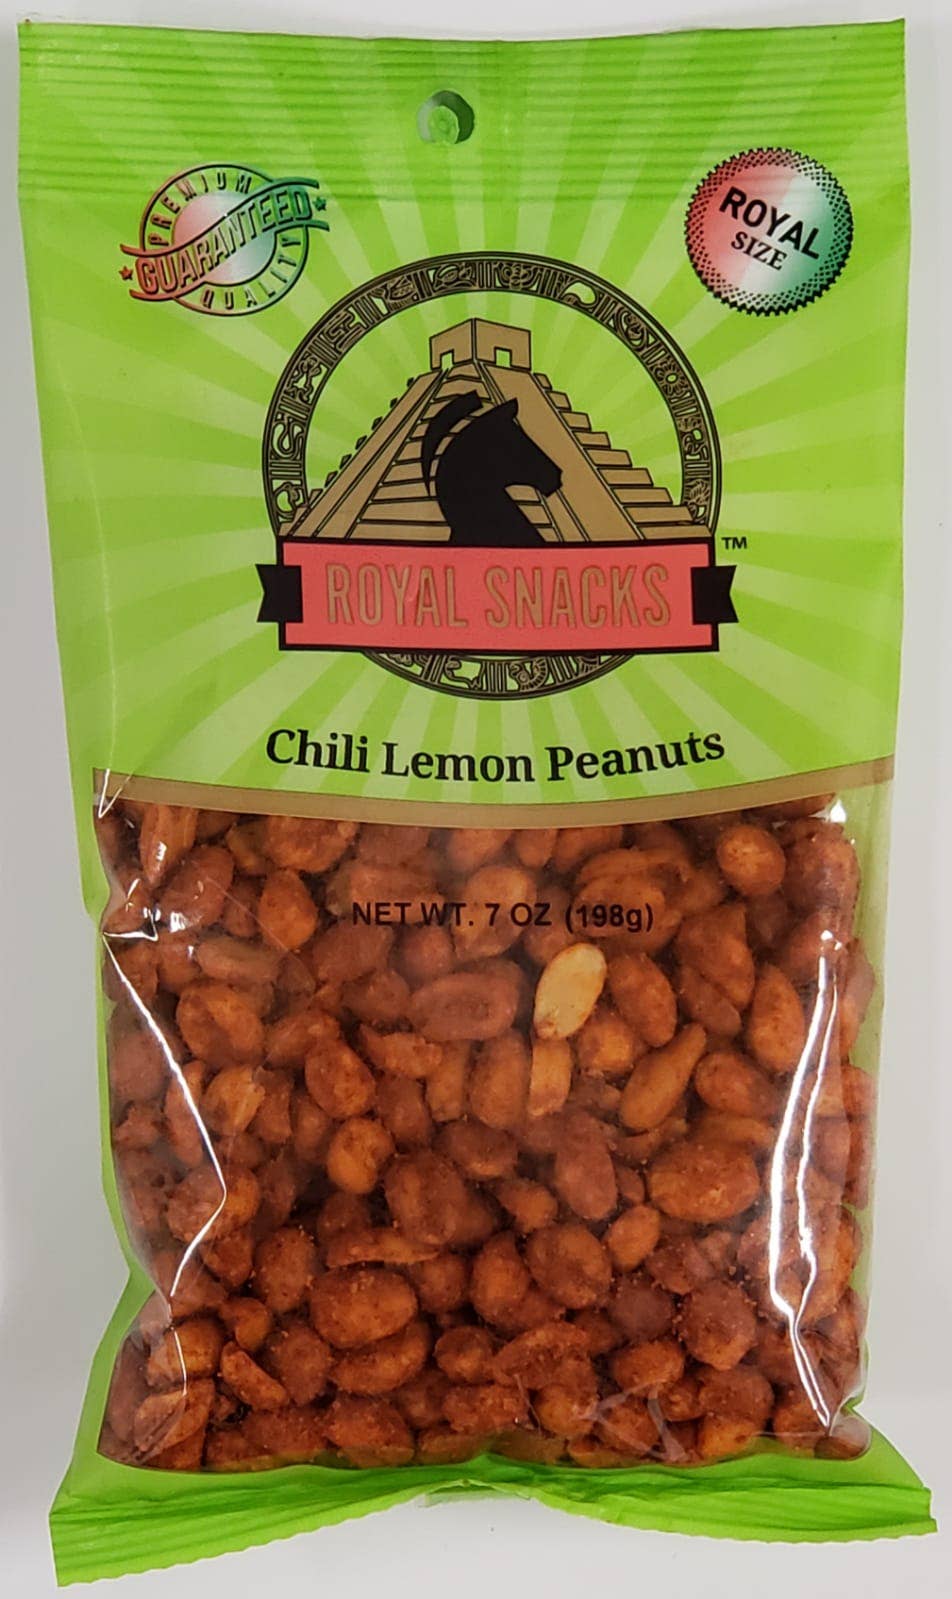 PREMIUM
GUARANTEED
QUALITY
ROYAL
SIZE
ROYAL SNACKS
TM
Chili Lemon Peanuts
NET WT. 7 OZ (198g)